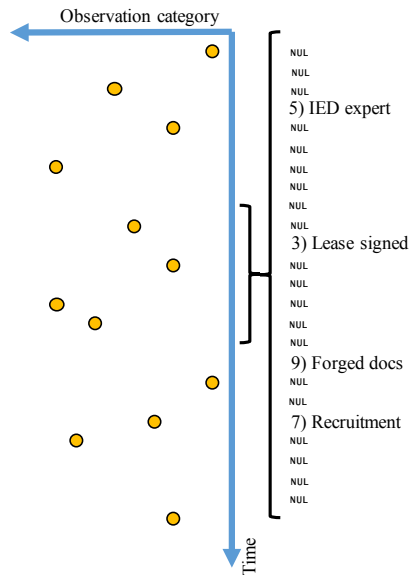 Observation category
NUL
NUL
NUL
5) IED expert
NUL
NUL
NUL
NUL
NUL
NUL
3) Lease signed
NUL
NUL
NUL
NUL
NUL
9) Forged docs
NUL
NUL
7) Recruitment
NUL
NUL
NUL
NUL
Time